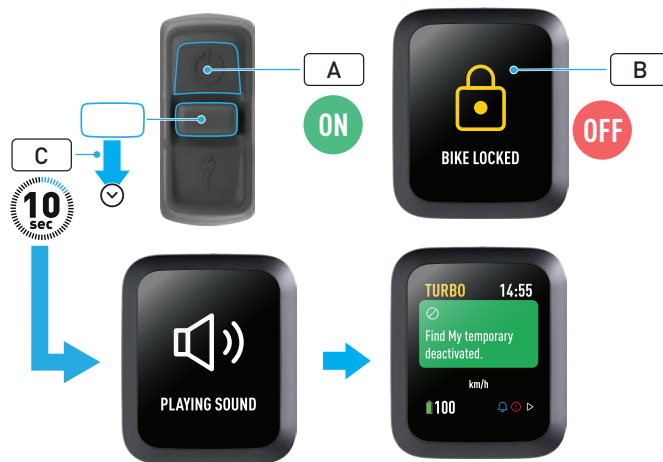 A
ON
B
OFF
BIKE LOCKED
C
10
sec
PLAYING SOUND
TURBO 14:55
Find My temporary
deactivated.
km/h
100